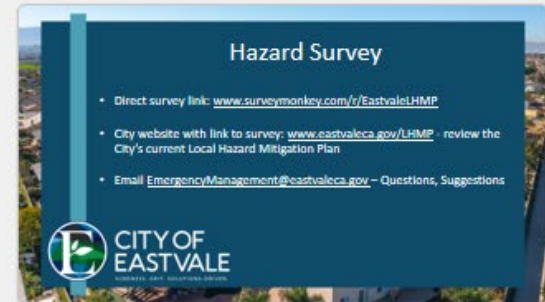 Hazard Survey
• Direct survey link: www.surveymonkey.com/r/EastvaleLHMP
• City website with link to survey: www.eastvaleca.gov/LHMP - review the
City's current Local Hazard Mitigation Plan
• Email EmergencyManagement@eastvaleca.gov – Questions, Suggestions
E
CITY OF
EASTVALE